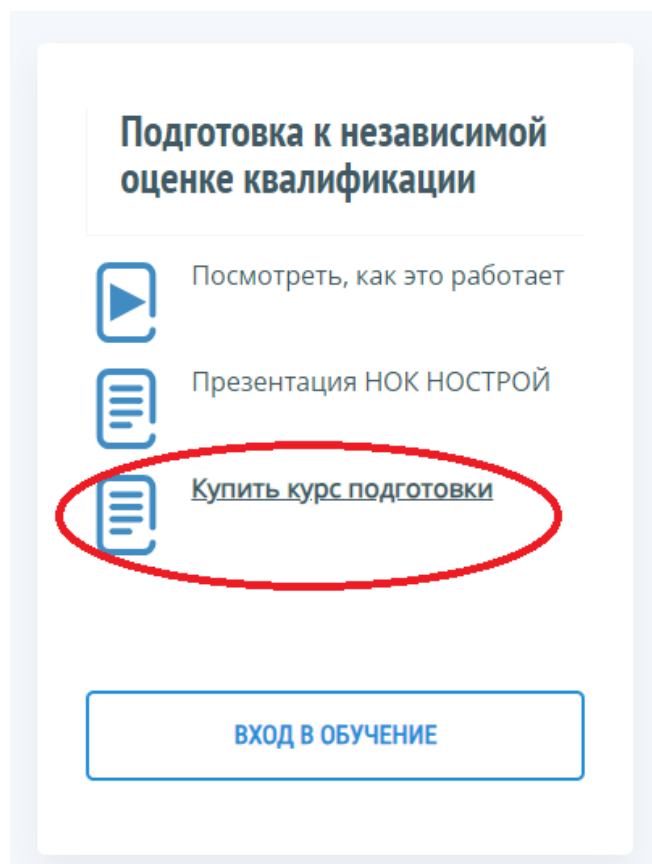 Подготовка к независимой
оценке квалификации
Посмотреть, как это работает
Презентация НОК НОСТРОЙ
Купить курс подготовки
ВХОД В ОБУЧЕНИЕ